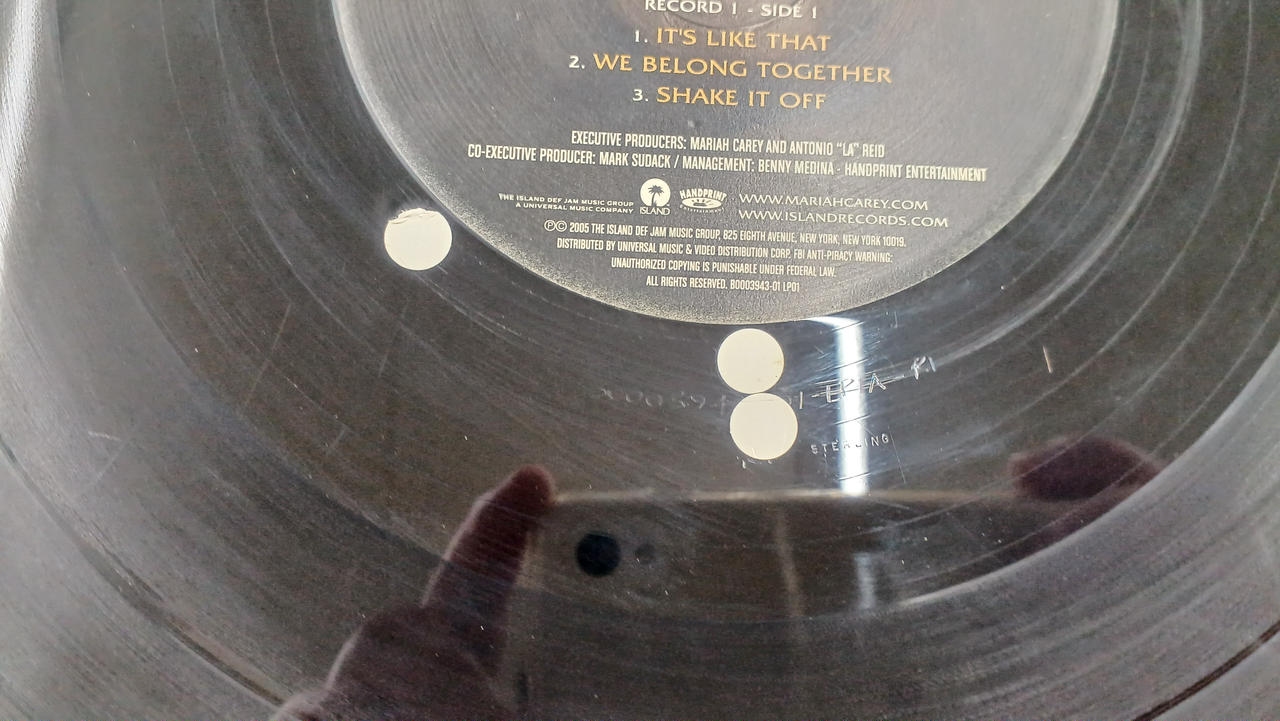 RECORD 1 - SIDE 1
1. IT'S LIKE THAT
2. WE BELONG TOGETHER
3. SHAKE IT OFF
EXECUTIVE PRODUCERS: MARIAH CAREY AND ANTONIO "LA" REID
CO-EXECUTIVE PRODUCER: MARK SUDACK / MANAGEMENT: BENNY MEDINA - HANDPRINT ENTERTAINMENT
THE ISLAND DEF JAM MUSIC GROUP
A UNIVERSAL MUSIC COMPANY
ISLAND
HANDPRINT
ENTERTAINMENT
WWW.MARIAHCAREY.COM
WWW.ISLANDRECORDS.COM
℗© 2005 THE ISLAND DEF JAM MUSIC GROUP, 825 EIGHTH AVENUE, NEW YORK, NEW YORK 10019.
DISTRIBUTED BY UNIVERSAL MUSIC & VIDEO DISTRIBUTION CORP. FBI ANTI-PIRACY WARNING:
UNAUTHORIZED COPYING IS PUNISHABLE UNDER FEDERAL LAW.
ALL RIGHTS RESERVED. B0003943-01 LP01
STERLING